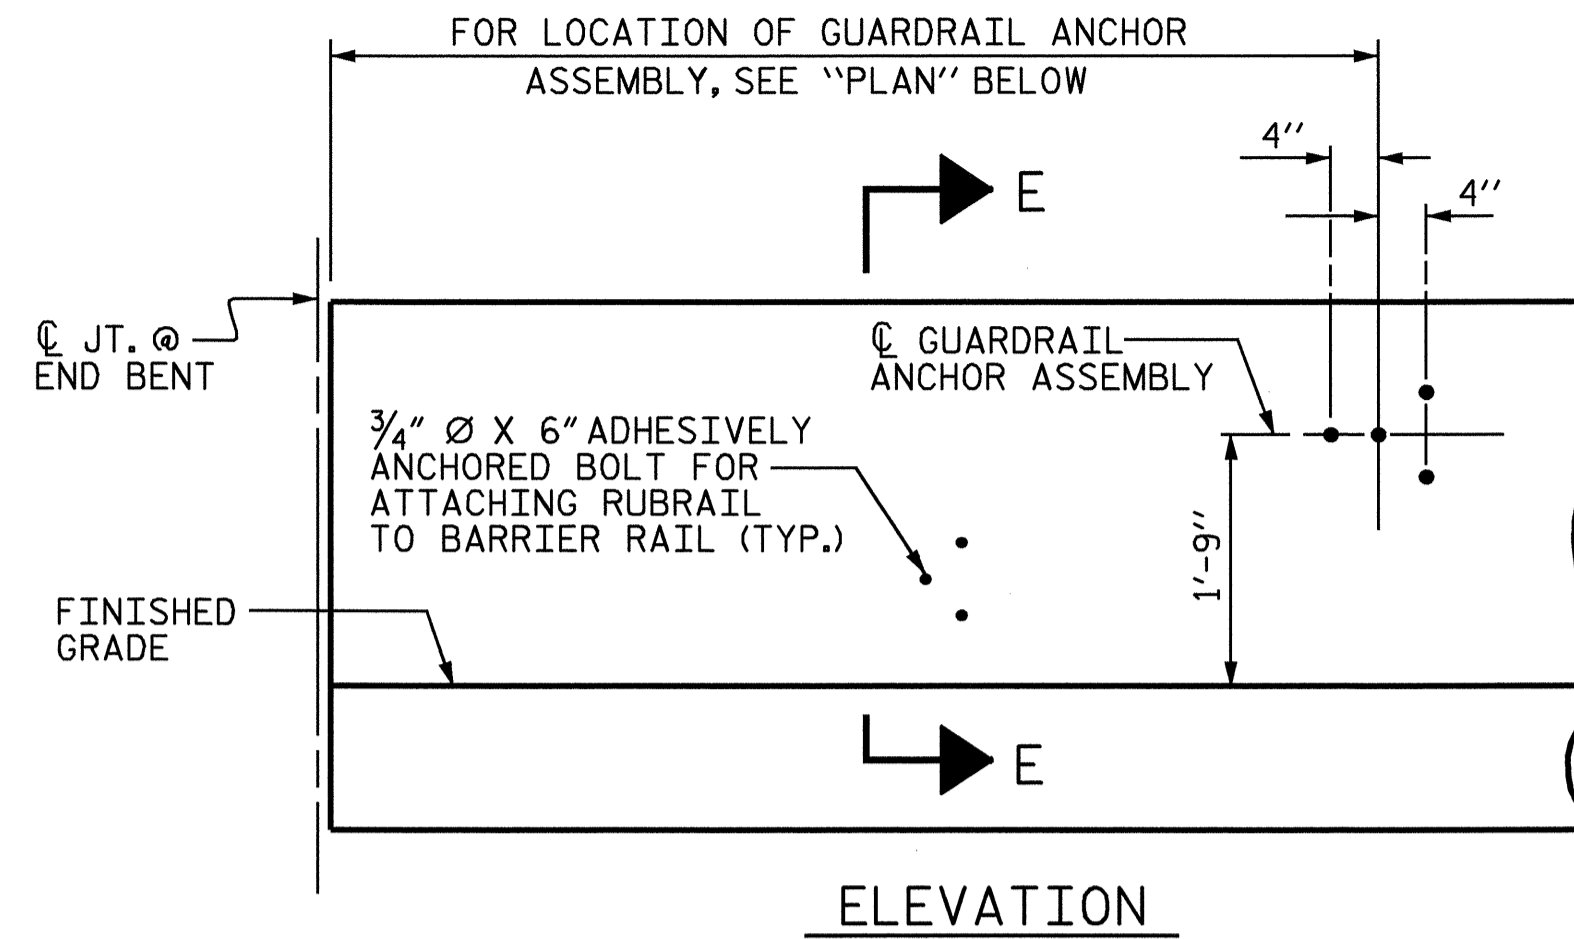 FOR LOCATION OF GUARDRAIL ANCHOR
ASSEMBLY, SEE "PLAN" BELOW
4"
4"
E
℄ JT. @
END BENT
℄ GUARDRAIL
ANCHOR ASSEMBLY
3/4" Ø X 6" ADHESIVELY
ANCHORED BOLT FOR
ATTACHING RUBRAIL
TO BARRIER RAIL (TYP.)
1'-9"
FINISHED
GRADE
E
ELEVATION